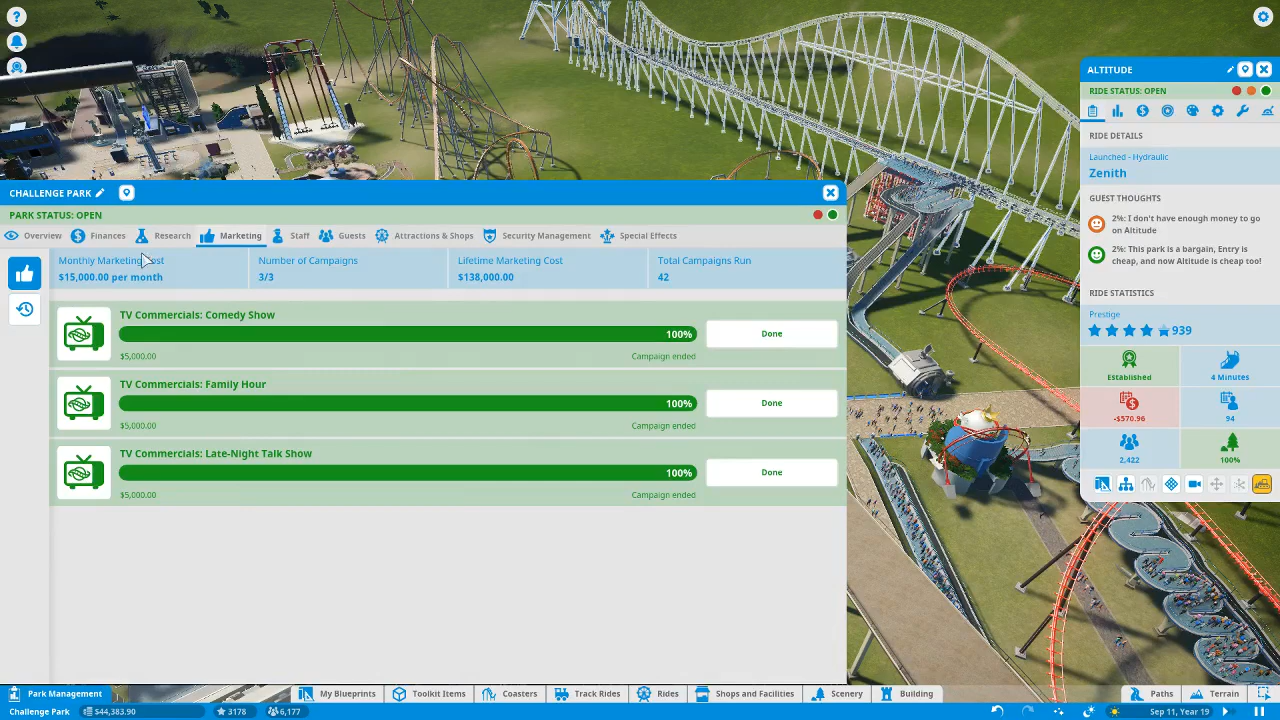 ?
CHALLENGE PARK
PARK STATUS: OPEN
Overview Finances Research Marketing Staff Guests Attractions & Shops Security Management Special Effects
Monthly Marketing Cost
$15,000.00 per month
Number of Campaigns
3/3
Lifetime Marketing Cost
$138,000.00
Total Campaigns Run
42
TV Commercials: Comedy Show
100%
Done
$5,000.00
Campaign ended
TV Commercials: Family Hour
100%
Done
$5,000.00
Campaign ended
TV Commercials: Late-Night Talk Show
100%
Done
$5,000.00
Campaign ended
ALTITUDE
RIDE STATUS: OPEN
RIDE DETAILS
Launched - Hydraulic
Zenith
GUEST THOUGHTS
2%: I don't have enough money to go
on Altitude
2%: This park is a bargain, Entry is
cheap, and now Altitude is cheap too!
RIDE STATISTICS
Prestige
939
Established
4 Minutes
-$570.96
94
2,422
100%
Park Management My Blueprints Toolkit Items Coasters Track Rides Rides Shops and Facilities Scenery Building Paths Terrain
Challenge Park $44,383.90 3178 6,177 Sep 11, Year 19